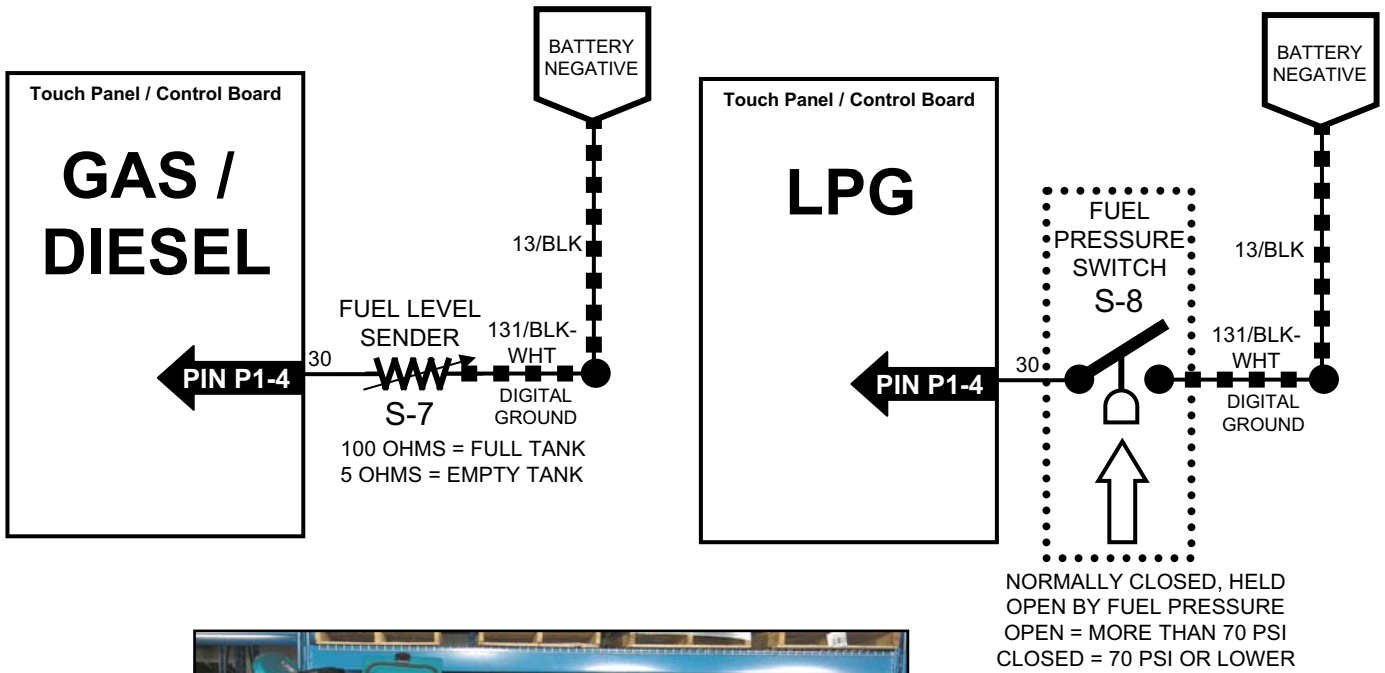 BATTERY
NEGATIVE
Touch Panel / Control Board
GAS /
DIESEL
13/BLK
FUEL LEVEL
SENDER
131/BLK-
WHT
PIN P1-4
30
S-7
DIGITAL
GROUND
100 OHMS = FULL TANK
5 OHMS = EMPTY TANK
BATTERY
NEGATIVE
Touch Panel / Control Board
LPG
FUEL
PRESSURE
SWITCH
S-8
13/BLK
131/BLK-
WHT
PIN P1-4
30
DIGITAL
GROUND
NORMALLY CLOSED, HELD
OPEN BY FUEL PRESSURE
OPEN = MORE THAN 70 PSI
CLOSED = 70 PSI OR LOWER